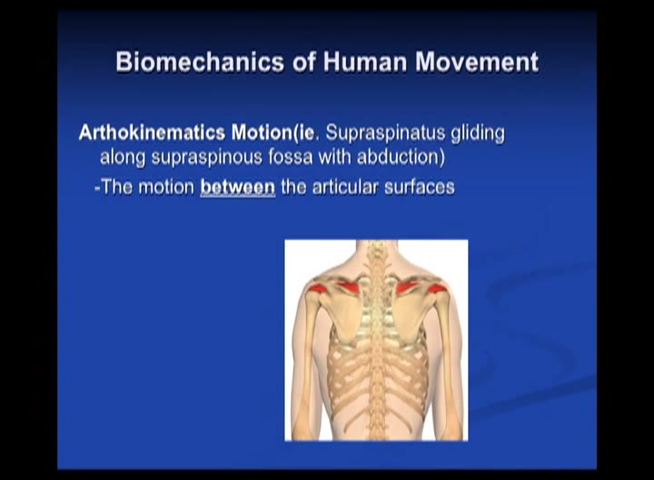 Biomechanics of Human Movement
Arthokinematics Motion(ie. Supraspinatus gliding
along supraspinous fossa with abduction)
-The motion between the articular surfaces